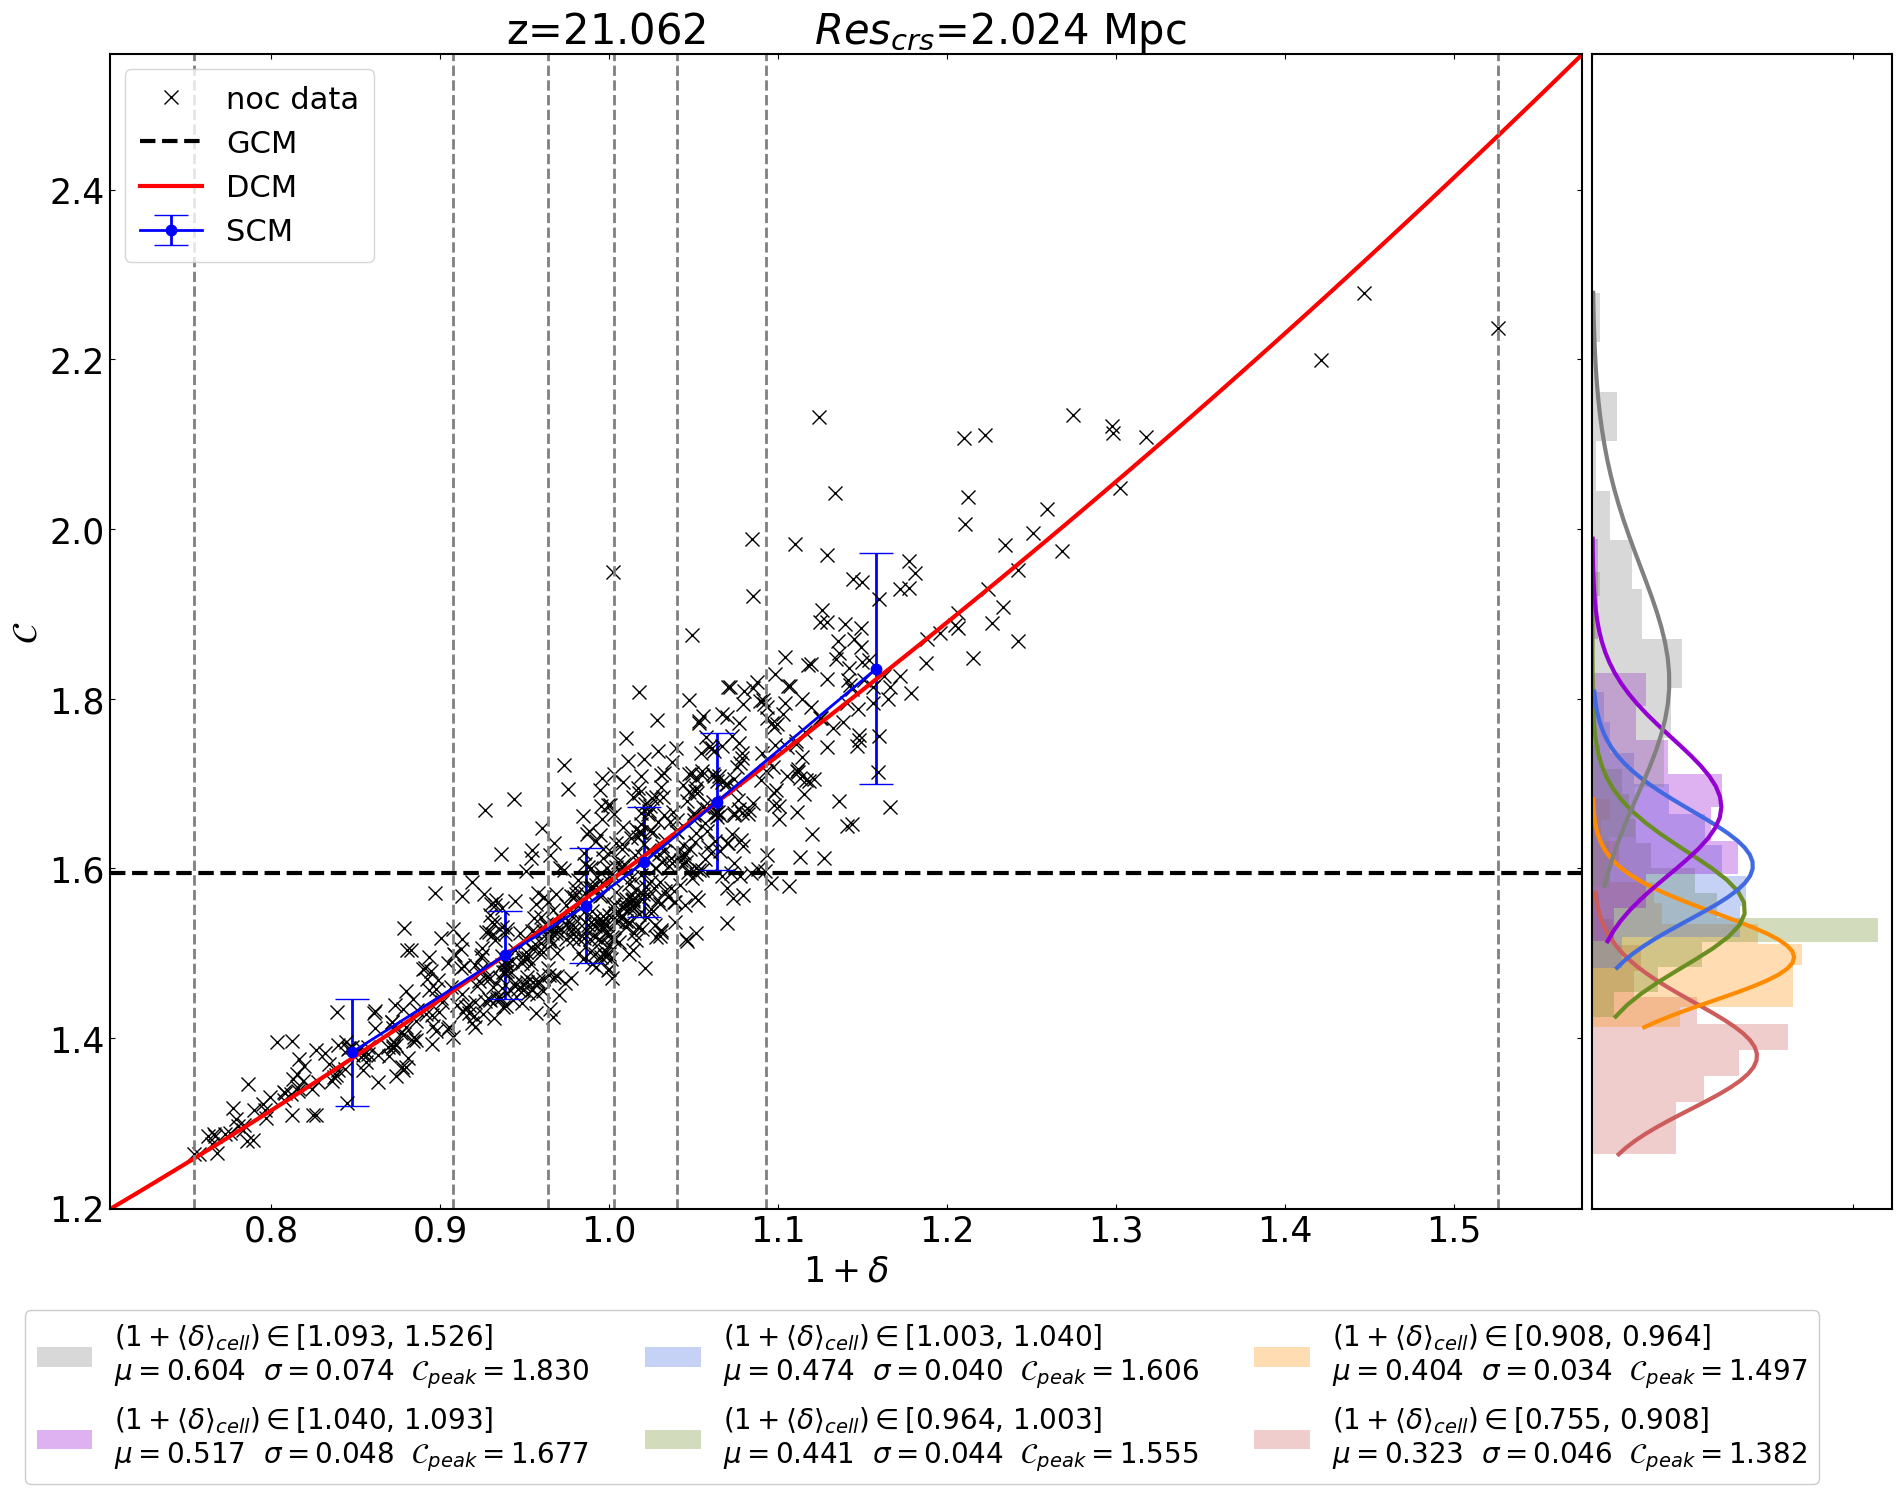 z=21.062 Res_crs=2.024 Mpc
noc data
GCM
DCM
SCM
2.4
2.2
2.0
1.8
1.6
1.4
1.2
𝒞
0.8 0.9 1.0 1.1 1.2 1.3 1.4 1.5
1 + δ
(1 + ⟨δ⟩_cell) ∈ [1.093, 1.526]
μ = 0.604 σ = 0.074 𝒞_peak = 1.830
(1 + ⟨δ⟩_cell) ∈ [1.040, 1.093]
μ = 0.517 σ = 0.048 𝒞_peak = 1.677
(1 + ⟨δ⟩_cell) ∈ [1.003, 1.040]
μ = 0.474 σ = 0.040 𝒞_peak = 1.606
(1 + ⟨δ⟩_cell) ∈ [0.964, 1.003]
μ = 0.441 σ = 0.044 𝒞_peak = 1.555
(1 + ⟨δ⟩_cell) ∈ [0.908, 0.964]
μ = 0.404 σ = 0.034 𝒞_peak = 1.497
(1 + ⟨δ⟩_cell) ∈ [0.755, 0.908]
μ = 0.323 σ = 0.046 𝒞_peak = 1.382